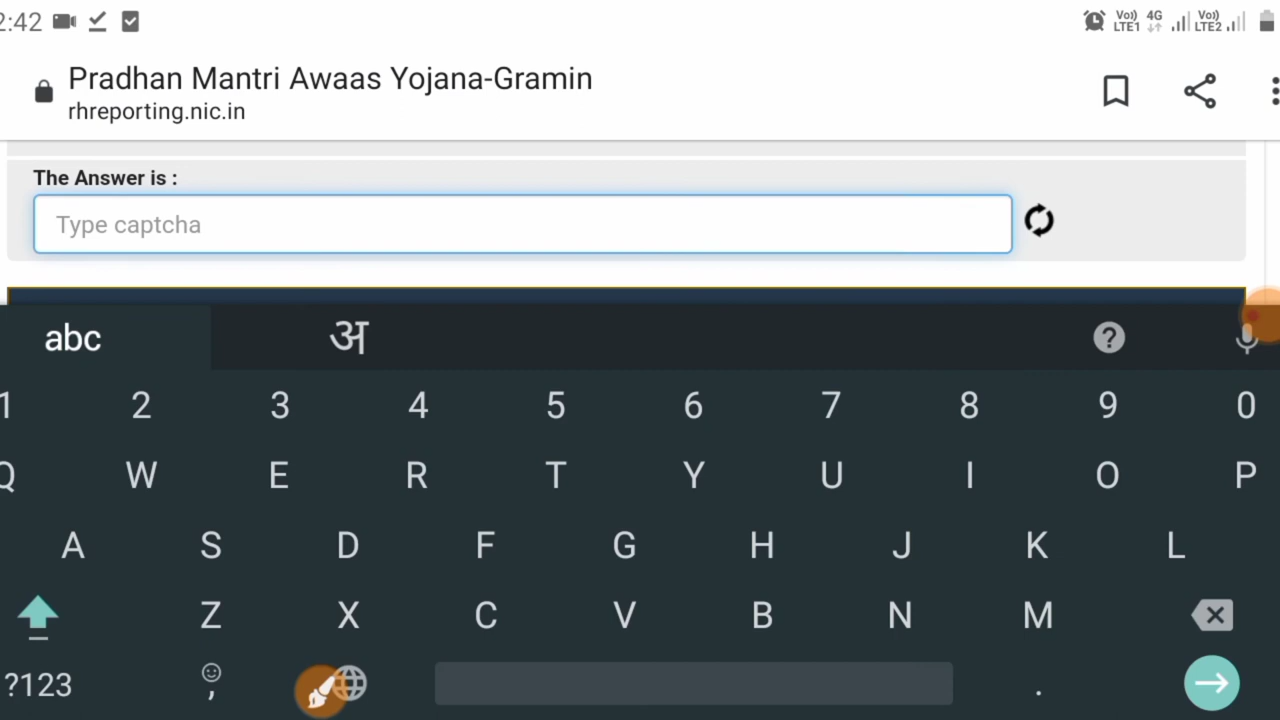 2:42 Vo) LTE1 4G Vo) LTE2
Pradhan Mantri Awaas Yojana-Gramin
rhreporting.nic.in
The Answer is :
Type captcha
abc अ ?
1 2 3 4 5 6 7 8 9 0
Q W E R T Y U I O P
A S D F G H J K L
Z X C V B N M
?123 , .